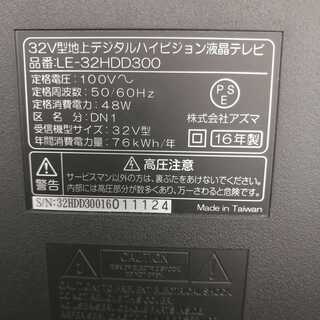 32V型地上デジタルハイビジョン液晶テレビ
品番:LE-32HDD300
定格電圧:100V～
定格周波数:50/60Hz
定格消費電力:48W
区分名:DN1
受信機型サイズ:32V型
年間消費電力量:76kWh/年
PSE
株式会社アズマ
16年製
警告
高圧注意
サービスマン以外の方は、裏ぶたをあけないでください。
内部には高圧部分が数多くあり、万一さわると危険です。
S/N:32HDD30016011124
Made in Taiwan
CAUTION
RISK OF ELECTRIC SHOCK
DO NOT OPEN